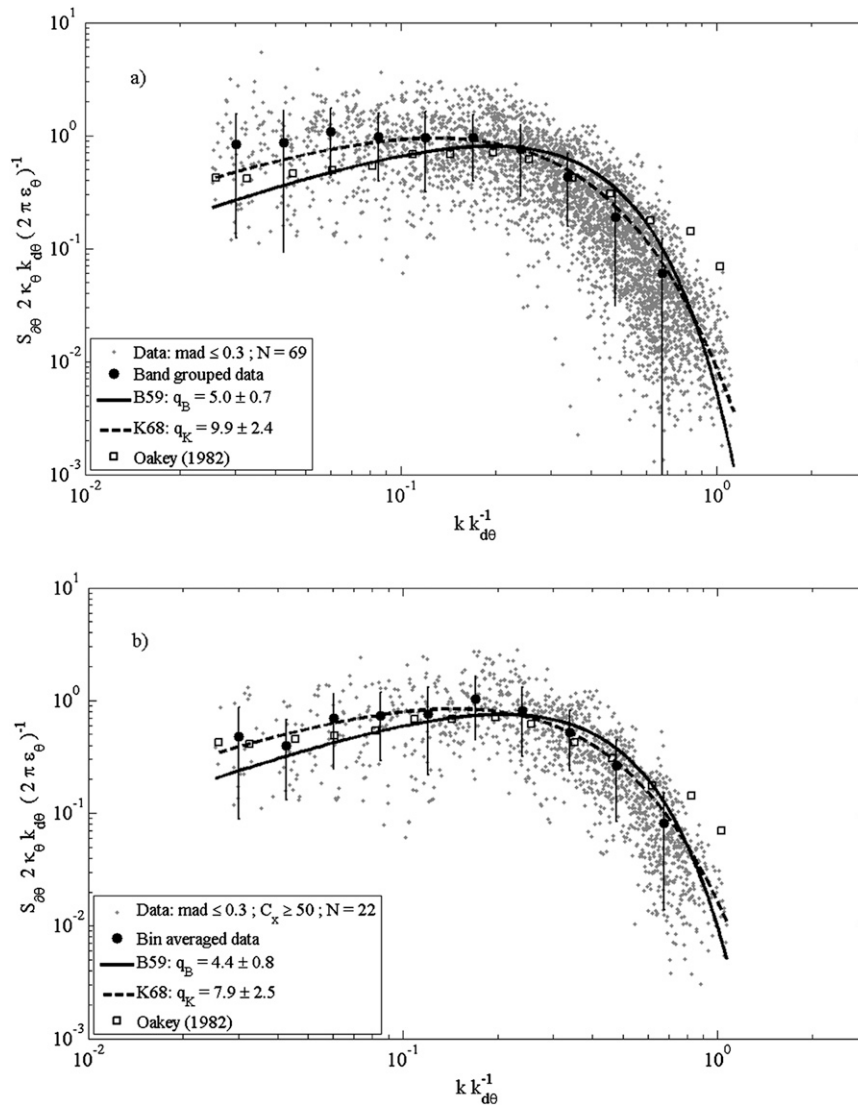 a)
10^1
10^0
10^-1
10^-2
10^-3
S_∂θ 2 κ_θ k_dθ (2 π ε_θ)^-1
Data: mad ≤ 0.3 ; N = 69
Band grouped data
B59: q_B = 5.0 ± 0.7
K68: q_K = 9.9 ± 2.4
Oakey (1982)
10^-2
10^-1
10^0
k k_dθ^-1
b)
10^1
10^0
10^-1
10^-2
10^-3
S_∂θ 2 κ_θ k_dθ (2 π ε_θ)^-1
Data: mad ≤ 0.3 ; C_x ≥ 50 ; N = 22
Bin averaged data
B59: q_B = 4.4 ± 0.8
K68: q_K = 7.9 ± 2.5
Oakey (1982)
10^-2
10^-1
10^0
k k_dθ^-1